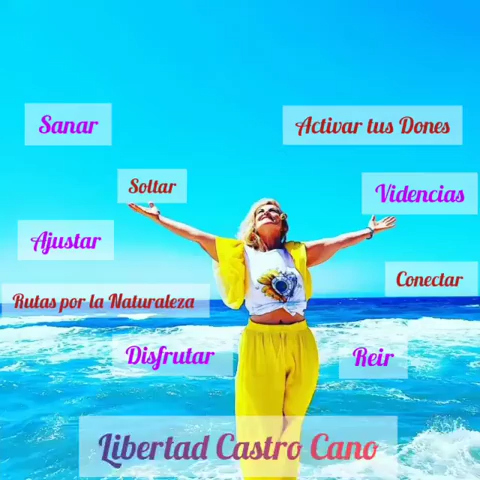 Sanar
Activar tus Dones
Soltar
Videncias
Ajustar
Conectar
Rutas por la Naturaleza
Disfrutar
Reir
Libertad Castro Cano